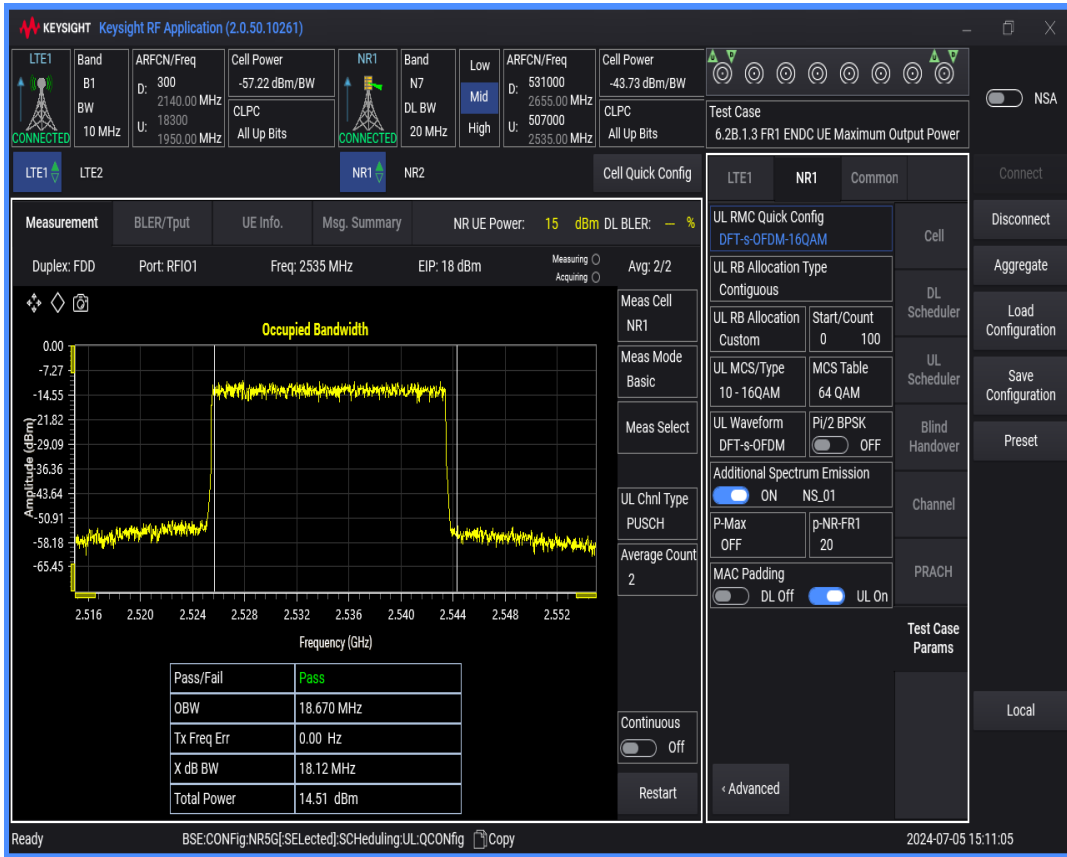 KEYSIGHT Keysight RF Application (2.0.50.10261)
LTE1 Band ARFCN/Freq Cell Power NR1 Band Low ARFCN/Freq Cell Power
B1 D: 300 -57.22 dBm/BW N7 D: 531000 -43.73 dBm/BW
2140.00 MHz 2655.00 MHz
BW CLPC DL BW Mid CLPC Test Case
U: 18300 U: 507000
CONNECTED 10 MHz 1950.00 MHz All Up Bits CONNECTED 20 MHz High 2535.00 MHz All Up Bits 6.2B.1.3 FR1 ENDC UE Maximum Output Power
NSA
LTE1 LTE2 NR1 NR2 Cell Quick Config
LTE1 NR1 Common
Connect
Measurement BLER/Tput UE Info. Msg. Summary NR UE Power: 15 dBm DL BLER: --- %
Duplex: FDD Port: RFIO1 Freq: 2535 MHz EIP: 18 dBm Measuring Avg: 2/2
Acquiring
Occupied Bandwidth
Amplitude (dBm)
0.00
-7.27
-14.55
-21.82
-29.09
-36.36
-43.64
-50.91
-58.18
-65.45
2.516 2.520 2.524 2.528 2.532 2.536 2.540 2.544 2.548 2.552
Frequency (GHz)
Pass/Fail Pass
OBW 18.670 MHz
Tx Freq Err 0.00 Hz
X dB BW 18.12 MHz
Total Power 14.51 dBm
Meas Cell
NR1
Meas Mode
Basic
Meas Select
UL Chnl Type
PUSCH
Average Count
2
Continuous
Off
Restart
UL RMC Quick Config
DFT-s-OFDM-16QAM
UL RB Allocation Type
Contiguous
UL RB Allocation Start/Count
Custom 0 100
UL MCS/Type MCS Table
10 - 16QAM 64 QAM
UL Waveform Pi/2 BPSK
DFT-s-OFDM OFF
Additional Spectrum Emission
ON NS_01
P-Max p-NR-FR1
OFF 20
MAC Padding
DL Off UL On
< Advanced
Cell
DL
Scheduler
UL
Scheduler
Blind
Handover
Channel
PRACH
Test Case
Params
Disconnect
Aggregate
Load
Configuration
Save
Configuration
Preset
Local
Ready BSE:CONFig:NR5G[:SELected]:SCHeduling:UL:QCONfig Copy 2024-07-05 15:11:05